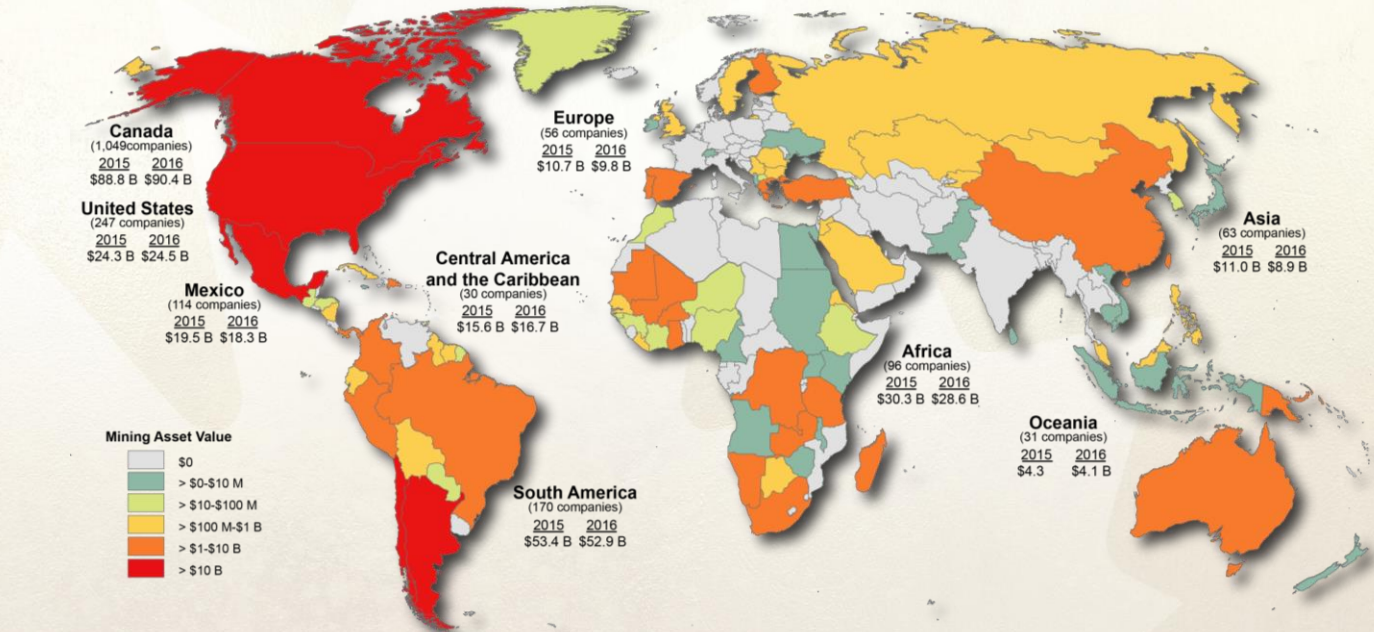 Canada
(1,049companies)
2015 2016
$88.8 B $90.4 B
United States
(247 companies)
2015 2016
$24.3 B $24.5 B
Mexico
(114 companies)
2015 2016
$19.5 B $18.3 B
Central America
and the Caribbean
(30 companies)
2015 2016
$15.6 B $16.7 B
Europe
(56 companies)
2015 2016
$10.7 B $9.8 B
Asia
(63 companies)
2015 2016
$11.0 B $8.9 B
Africa
(96 companies)
2015 2016
$30.3 B $28.6 B
Oceania
(31 companies)
2015 2016
$4.3 $4.1 B
South America
(170 companies)
2015 2016
$53.4 B $52.9 B
Mining Asset Value
$0
> $0-$10 M
> $10-$100 M
> $100 M-$1 B
> $1-$10 B
> $10 B